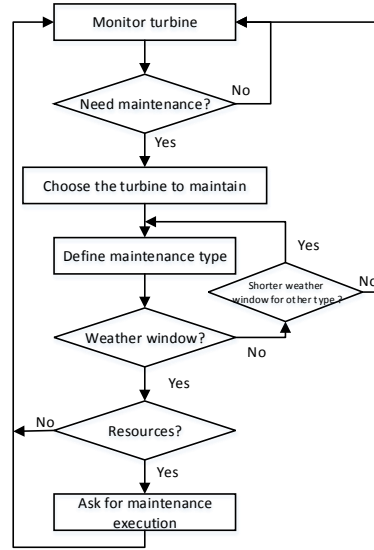 Monitor turbine
No
Need maintenance?
Yes
Choose the turbine to maintain
Yes
Define maintenance type
Shorter weather
window for other type?
No
Weather window?
No
Yes
No
Resources?
Yes
Ask for maintenance
execution